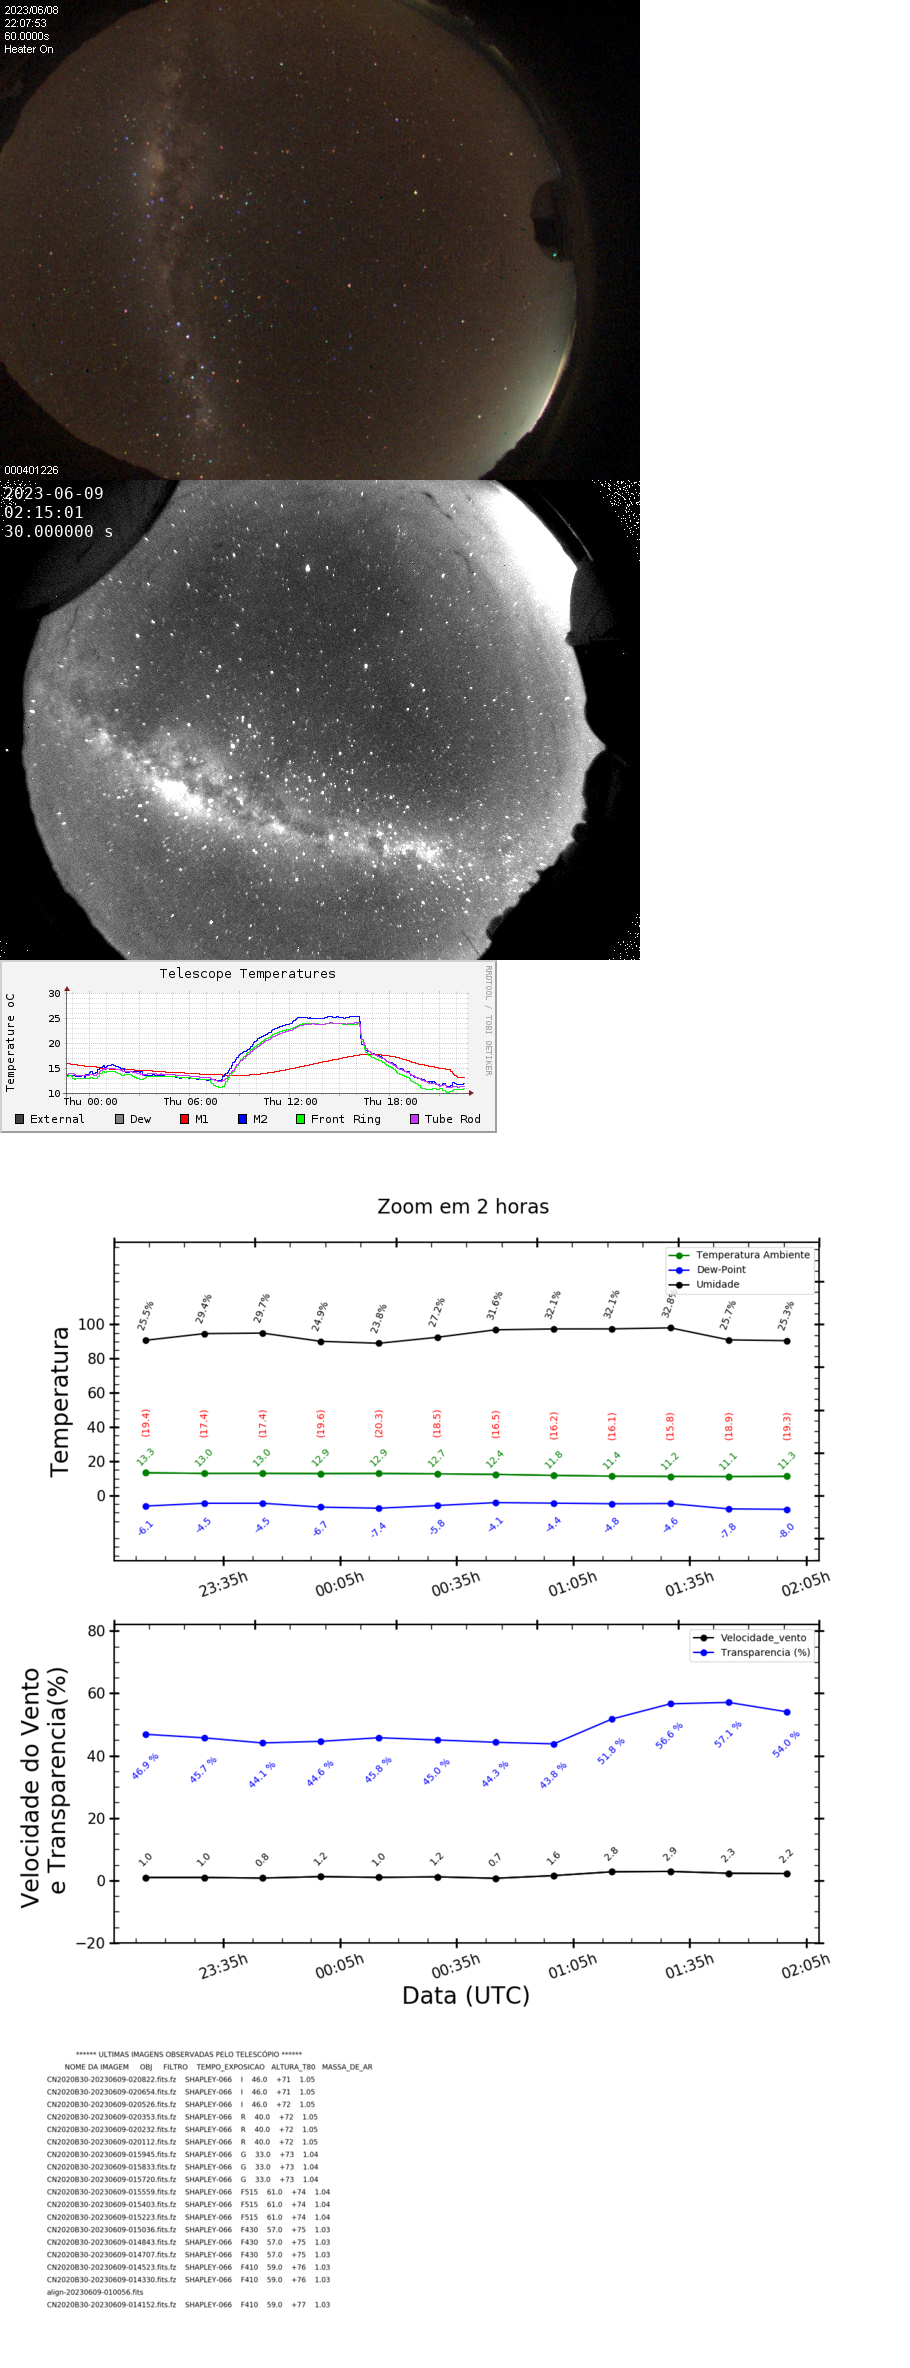 2023/06/08
22:07:53
60.0000s
Heater On
000401226
2023-06-09
02:15:01
30.000000 s
Telescope Temperatures
RRDTOOL / TOBI OETIKER
Temperature oC
30
25
20
15
10
Thu 00:00 Thu 06:00 Thu 12:00 Thu 18:00
External Dew M1 M2 Front Ring Tube Rod
Zoom em 2 horas
Temperatura Ambiente
Dew-Point
Umidade
Temperatura
100
80
60
40
20
0
25.5% 29.4% 29.7% 24.9% 23.8% 27.2% 31.6% 32.1% 32.1% 32.8% 25.7% 25.3%
(19.4) (17.4) (17.4) (19.6) (20.3) (18.5) (16.5) (16.2) (16.1) (15.8) (18.9) (19.3)
13.3 13.0 13.0 12.9 12.9 12.7 12.4 11.8 11.4 11.2 11.1 11.3
-6.1 -4.5 -4.5 -6.7 -7.4 -5.8 -4.1 -4.4 -4.8 -4.6 -7.8 -8.0
23:35h 00:05h 00:35h 01:05h 01:35h 02:05h
Velocidade_vento
Transparencia (%)
Velocidade do Vento
e Transparencia(%)
80
60
40
20
0
−20
46.9 % 45.7 % 44.1 % 44.6 % 45.8 % 45.0 % 44.3 % 43.8 % 51.8 % 56.6 % 57.1 % 54.0 %
1.0 1.0 0.8 1.2 1.0 1.2 0.7 1.6 2.8 2.9 2.3 2.2
23:35h 00:05h 00:35h 01:05h 01:35h 02:05h
Data (UTC)
****** ULTIMAS IMAGENS OBSERVADAS PELO TELESCÓPIO ******
NOME DA IMAGEM OBJ FILTRO TEMPO_EXPOSICAO ALTURA_T80 MASSA_DE_AR
CN2020B30-20230609-020822.fits.fz SHAPLEY-066 I 46.0 +71 1.05
CN2020B30-20230609-020654.fits.fz SHAPLEY-066 I 46.0 +71 1.05
CN2020B30-20230609-020526.fits.fz SHAPLEY-066 I 46.0 +72 1.05
CN2020B30-20230609-020353.fits.fz SHAPLEY-066 R 40.0 +72 1.05
CN2020B30-20230609-020232.fits.fz SHAPLEY-066 R 40.0 +72 1.05
CN2020B30-20230609-020112.fits.fz SHAPLEY-066 R 40.0 +72 1.05
CN2020B30-20230609-015945.fits.fz SHAPLEY-066 G 33.0 +73 1.04
CN2020B30-20230609-015833.fits.fz SHAPLEY-066 G 33.0 +73 1.04
CN2020B30-20230609-015720.fits.fz SHAPLEY-066 G 33.0 +73 1.04
CN2020B30-20230609-015559.fits.fz SHAPLEY-066 F515 61.0 +74 1.04
CN2020B30-20230609-015403.fits.fz SHAPLEY-066 F515 61.0 +74 1.04
CN2020B30-20230609-015223.fits.fz SHAPLEY-066 F515 61.0 +74 1.04
CN2020B30-20230609-015036.fits.fz SHAPLEY-066 F430 57.0 +75 1.03
CN2020B30-20230609-014843.fits.fz SHAPLEY-066 F430 57.0 +75 1.03
CN2020B30-20230609-014707.fits.fz SHAPLEY-066 F430 57.0 +75 1.03
CN2020B30-20230609-014523.fits.fz SHAPLEY-066 F410 59.0 +76 1.03
CN2020B30-20230609-014330.fits.fz SHAPLEY-066 F410 59.0 +76 1.03
align-20230609-010056.fits
CN2020B30-20230609-014152.fits.fz SHAPLEY-066 F410 59.0 +77 1.03